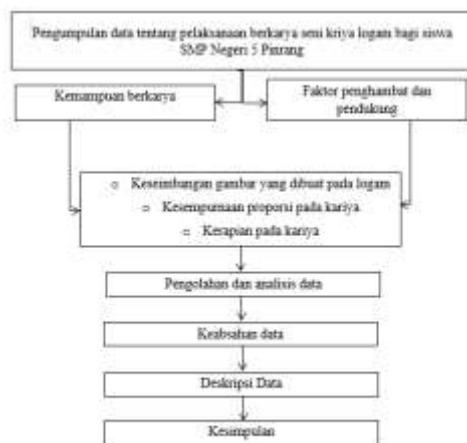 Pengumpulan data tentang pelaksanaan berkarya seni kriya logam bagi siswa
SMP Negeri 5 Pinrang
Kemampuan berkarya
Faktor penghambat dan
pendukung
o Keseimbangan gambar yang dibuat pada logam
o Kesempurnaan proporsi pada kariya
o Kerapian pada kariya
Pengolahan dan analisis data
Keabsahan data
Deskripsi Data
Kesimpulan